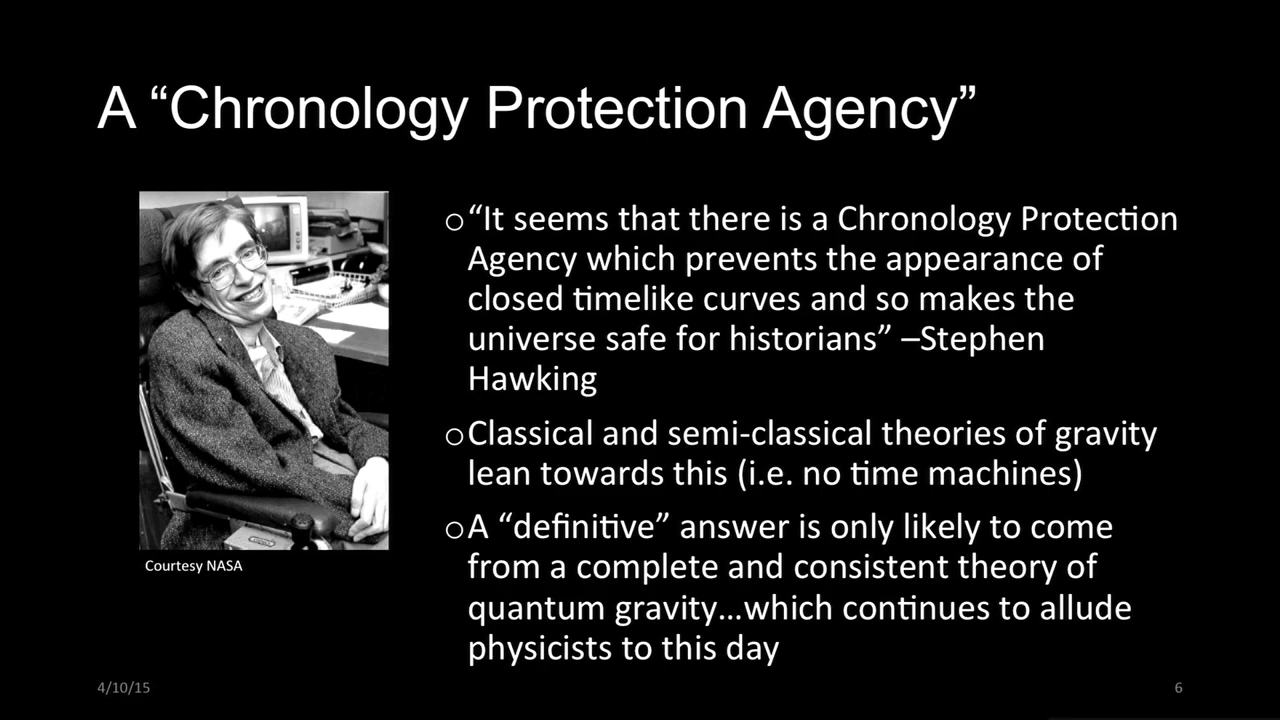 A “Chronology Protection Agency”
o“It seems that there is a Chronology Protection
Agency which prevents the appearance of
closed timelike curves and so makes the
universe safe for historians” –Stephen
Hawking
oClassical and semi-classical theories of gravity
lean towards this (i.e. no time machines)
oA “definitive” answer is only likely to come
from a complete and consistent theory of
quantum gravity…which continues to allude
physicists to this day
Courtesy NASA
4/10/15
6